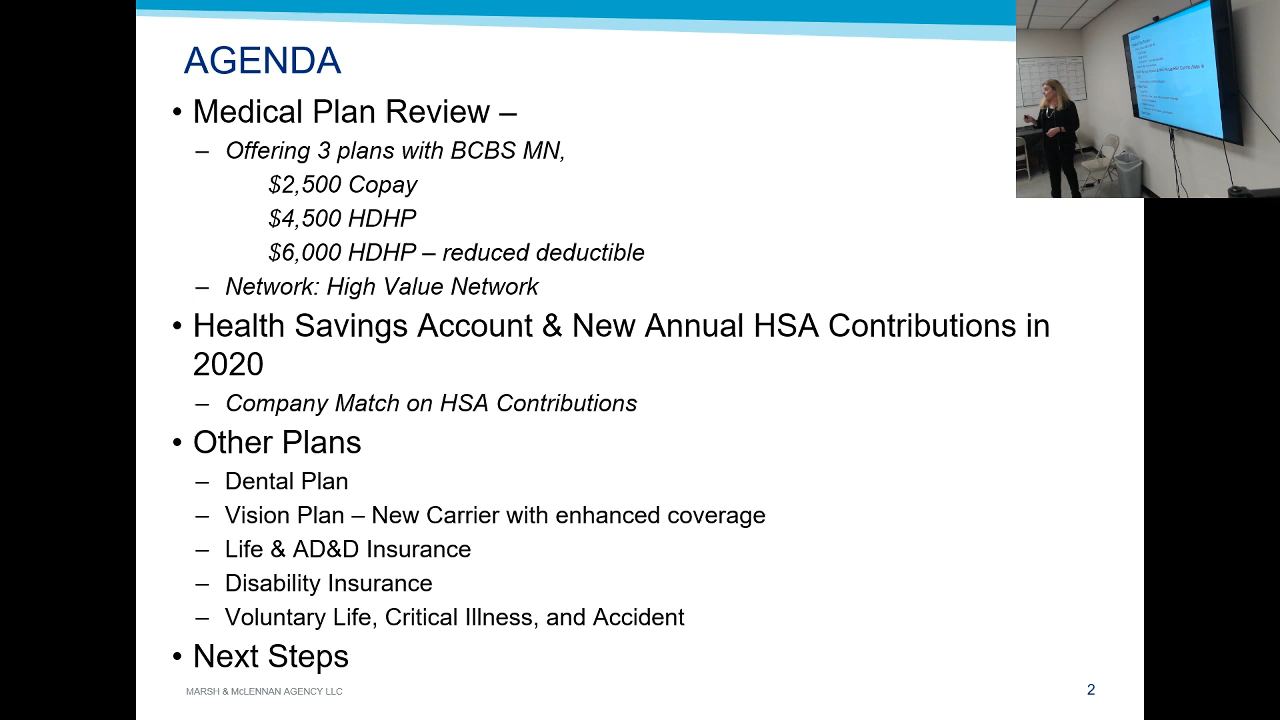 AGENDA
• Medical Plan Review –
– Offering 3 plans with BCBS MN,
$2,500 Copay
$4,500 HDHP
$6,000 HDHP – reduced deductible
– Network: High Value Network
• Health Savings Account & New Annual HSA Contributions in
2020
– Company Match on HSA Contributions
• Other Plans
– Dental Plan
– Vision Plan – New Carrier with enhanced coverage
– Life & AD&D Insurance
– Disability Insurance
– Voluntary Life, Critical Illness, and Accident
• Next Steps
MARSH & McLENNAN AGENCY LLC
2